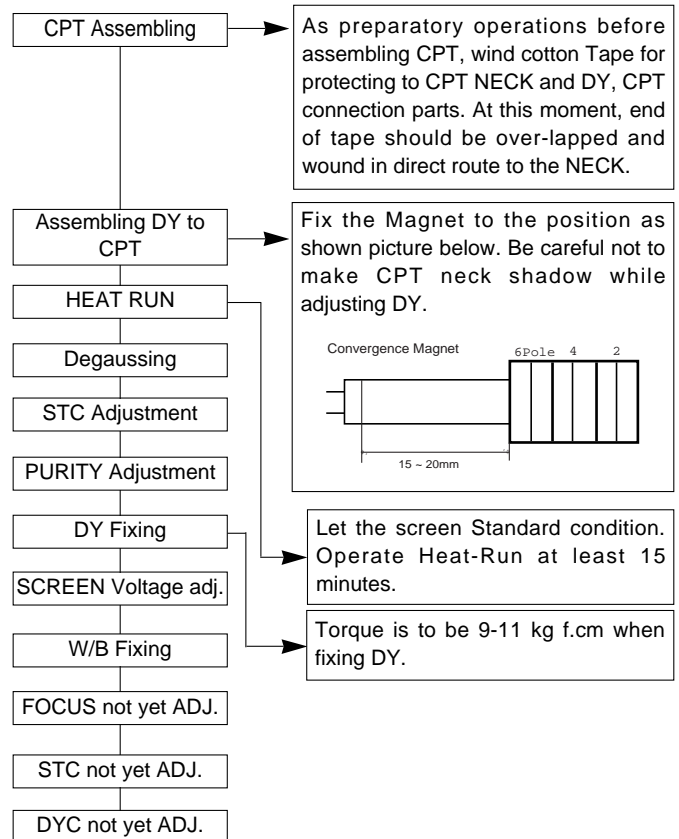 CPT Assembling
As preparatory operations before
assembling CPT, wind cotton Tape for
protecting to CPT NECK and DY, CPT
connection parts. At this moment, end
of tape should be over-lapped and
wound in direct route to the NECK.
Assembling DY to
CPT
Fix the Magnet to the position as
shown picture below. Be careful not to
make CPT neck shadow while
adjusting DY.
Convergence Magnet
6Pole 4 2
15 ~ 20mm
HEAT RUN
Degaussing
STC Adjustment
PURITY Adjustment
DY Fixing
Let the screen Standard condition.
Operate Heat-Run at least 15
minutes.
SCREEN Voltage adj.
Torque is to be 9-11 kg f.cm when
fixing DY.
W/B Fixing
FOCUS not yet ADJ.
STC not yet ADJ.
DYC not yet ADJ.